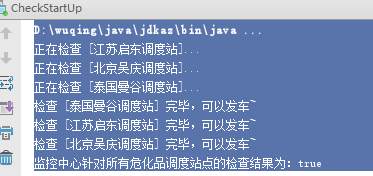 CheckStartUp
D:\wuqing\java\jdkaz\bin\java ...
正在检查 [江苏启东调度站]...
正在检查 [北京吴庆调度站]...
正在检查 [泰国曼谷调度站]...
检查 [泰国曼谷调度站] 完毕，可以发车~
检查 [江苏启东调度站] 完毕，可以发车~
检查 [北京吴庆调度站] 完毕，可以发车~
监控中心针对所有危化品调度站点的检查结果为：true